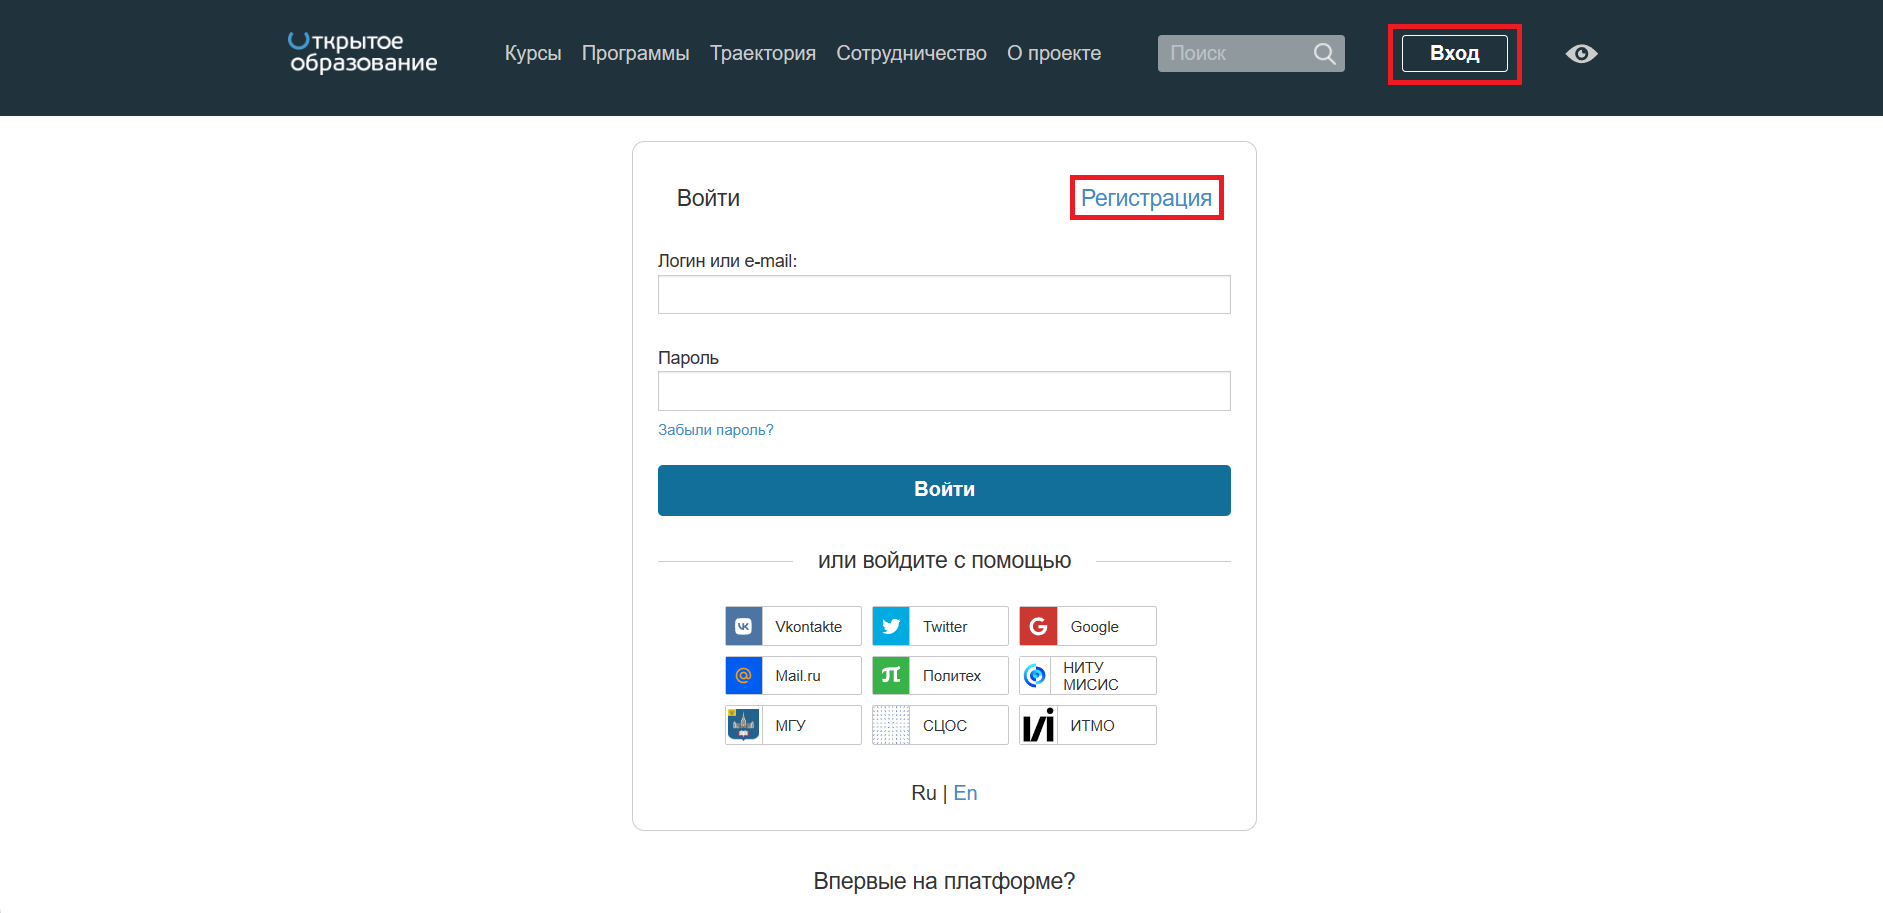 Открытое
образование
Курсы Программы Траектория Сотрудничество О проекте Поиск Вход
Войти Регистрация
Логин или e-mail:
Пароль
Забыли пароль?
Войти
или войдите с помощью
Vkontakte Twitter Google
Mail.ru Политех НИТУ МИСИС
МГУ СЦОС ИТМО
Ru | En
Впервые на платформе?